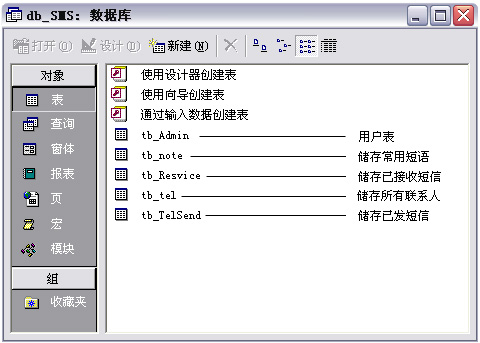 db_SMS: 数据库
打开(O) 设计(D) 新建(N)
对象
表
查询
窗体
报表
页
宏
模块
组
收藏夹
使用设计器创建表
使用向导创建表
通过输入数据创建表
tb_Admin 用户表
tb_note 储存常用短语
tb_Resvice 储存已接收短信
tb_tel 储存所有联系人
tb_TelSend 储存已发短信